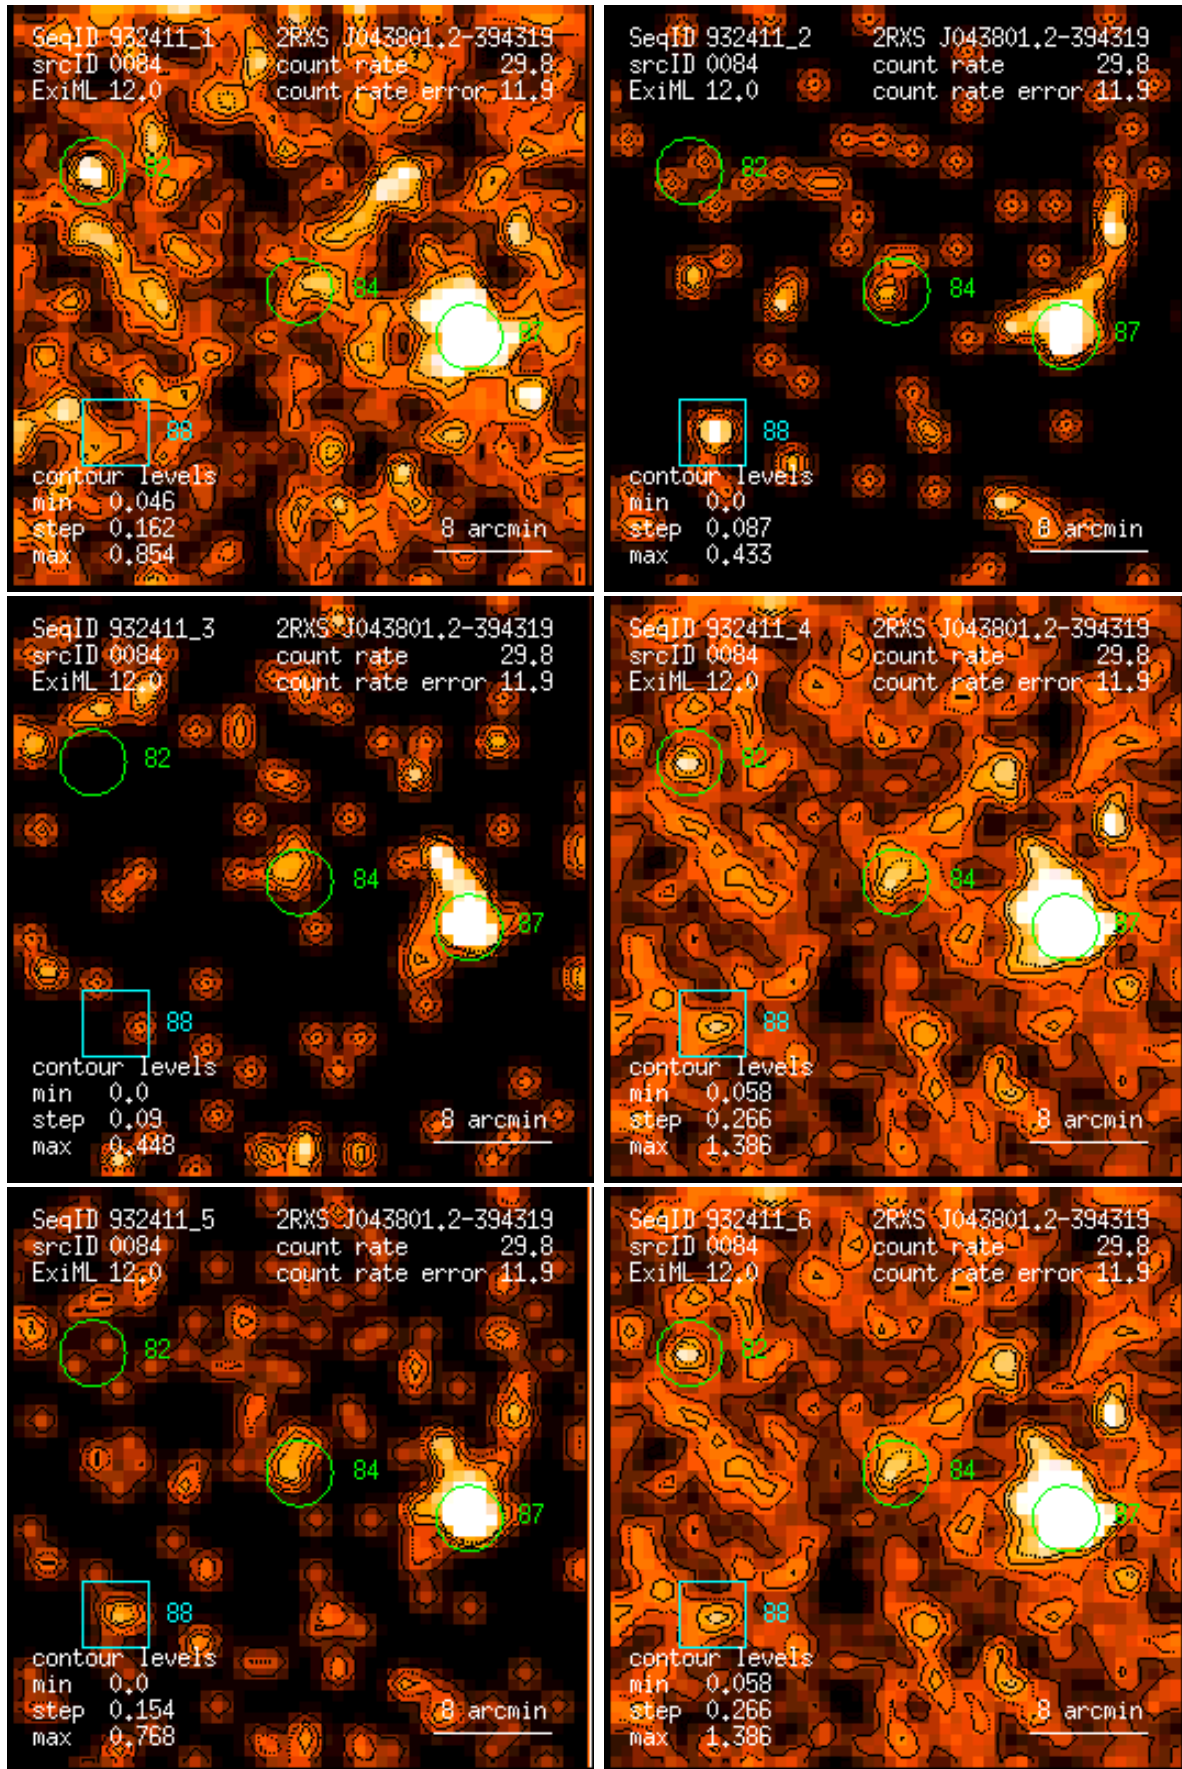 SeqID 932411_1 2RXS J043801.2-394319
srcID 0084 count rate 29.8
ExiML 12.0 count rate error 11.9
82
84
87
88
contour levels
min 0.046
step 0.162 8 arcmin
max 0.854
SeqID 932411_2 2RXS J043801.2-394319
srcID 0084 count rate 29.8
ExiML 12.0 count rate error 11.9
82
84
87
88
contour levels
min 0.0
step 0.087 8 arcmin
max 0.433
SeqID 932411_3 2RXS J043801.2-394319
srcID 0084 count rate 29.8
ExiML 12.0 count rate error 11.9
82
84
87
88
contour levels
min 0.0
step 0.09 8 arcmin
max 0.448
SeqID 932411_4 2RXS J043801.2-394319
srcID 0084 count rate 29.8
ExiML 12.0 count rate error 11.9
82
84
87
88
contour levels
min 0.058
step 0.266 8 arcmin
max 1.386
SeqID 932411_5 2RXS J043801.2-394319
srcID 0084 count rate 29.8
ExiML 12.0 count rate error 11.9
82
84
87
88
contour levels
min 0.0
step 0.154 8 arcmin
max 0.768
SeqID 932411_6 2RXS J043801.2-394319
srcID 0084 count rate 29.8
ExiML 12.0 count rate error 11.9
82
84
87
88
contour levels
min 0.058
step 0.266 8 arcmin
max 1.386